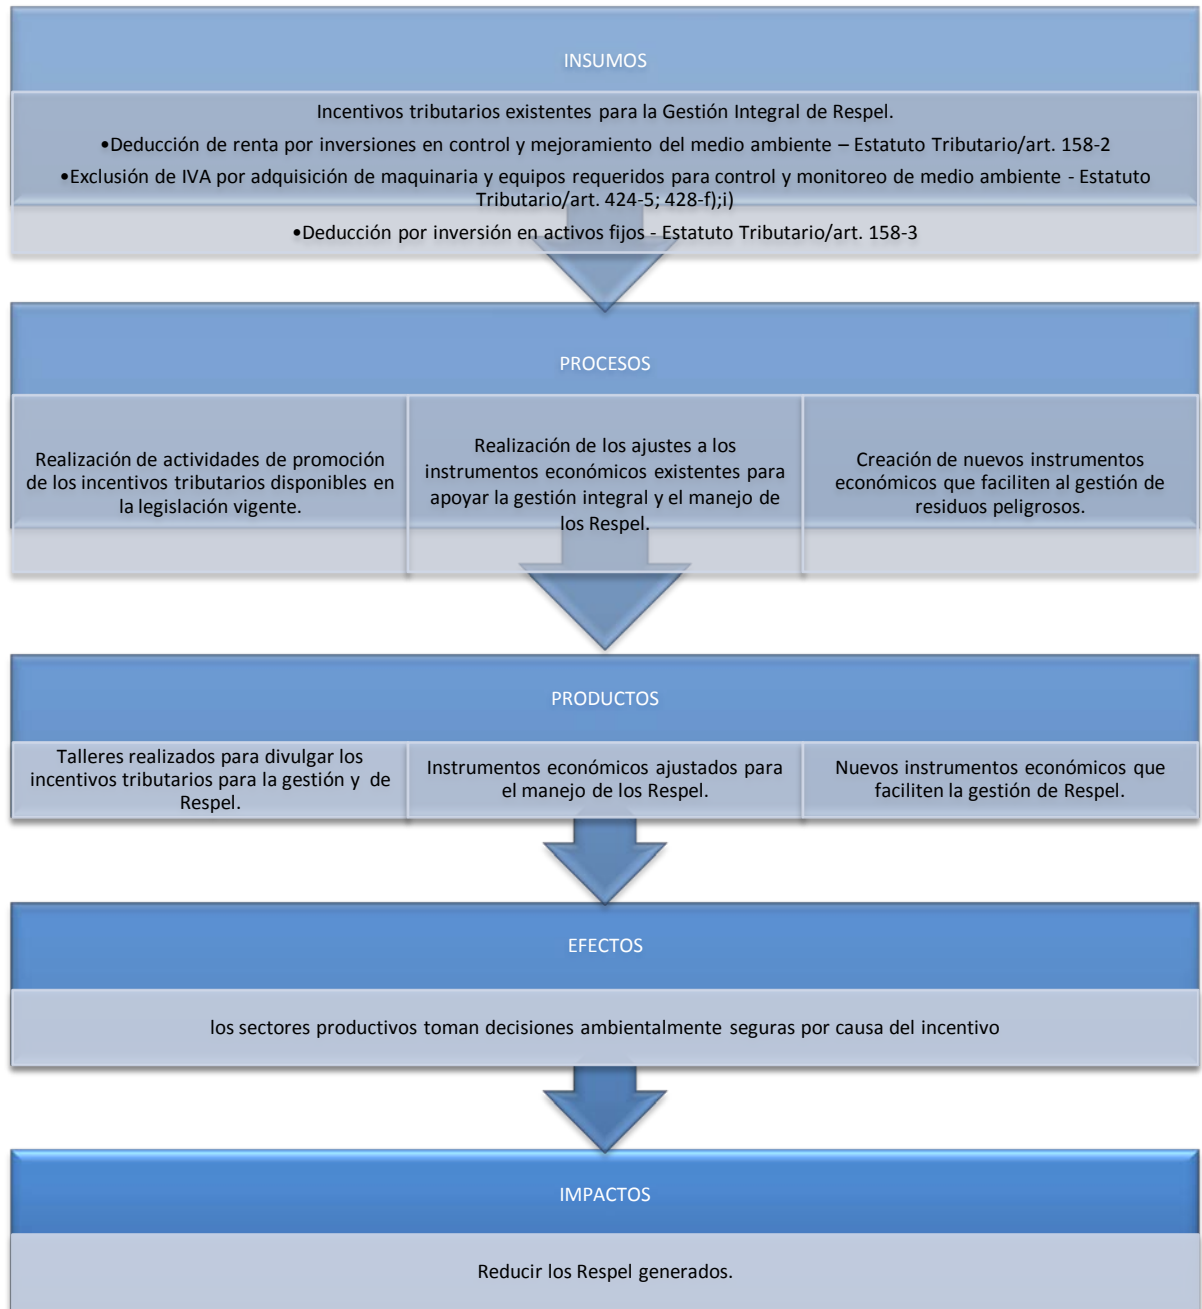 INSUMOS
Incentivos tributarios existentes para la Gestión Integral de Respel.
•Deducción de renta por inversiones en control y mejoramiento del medio ambiente – Estatuto Tributario/art. 158-2
•Exclusión de IVA por adquisición de maquinaria y equipos requeridos para control y monitoreo de medio ambiente - Estatuto
Tributario/art. 424-5; 428-f);i)
•Deducción por inversión en activos fijos - Estatuto Tributario/art. 158-3
PROCESOS
Realización de actividades de promoción
de los incentivos tributarios disponibles en
la legislación vigente.
Realización de los ajustes a los
instrumentos económicos existentes para
apoyar la gestión integral y el manejo de
los Respel.
Creación de nuevos instrumentos
económicos que faciliten al gestión de
residuos peligrosos.
PRODUCTOS
Talleres realizados para divulgar los
incentivos tributarios para la gestión y de
Respel.
Instrumentos económicos ajustados para
el manejo de los Respel.
Nuevos instrumentos económicos que
faciliten la gestión de Respel.
EFECTOS
los sectores productivos toman decisiones ambientalmente seguras por causa del incentivo
IMPACTOS
Reducir los Respel generados.